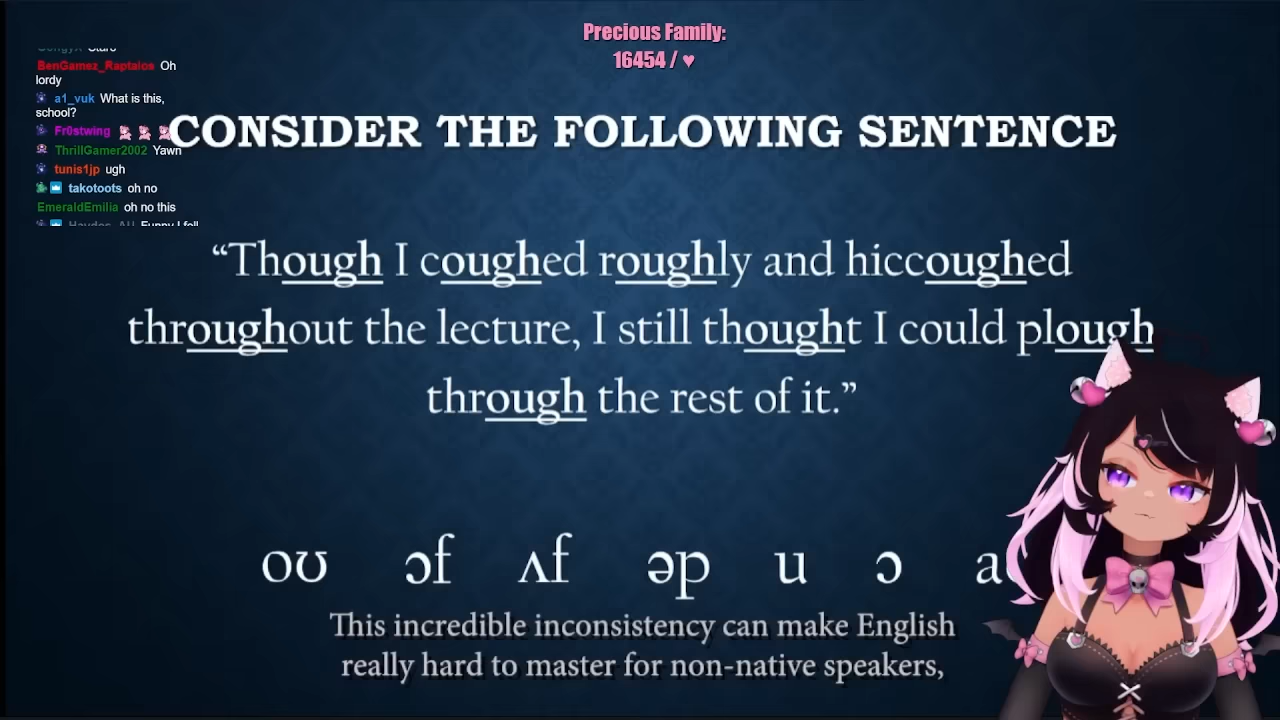 Precious Family:
16454 / ♥
BenGamez_Raptalos Oh
lordy
a1_vuk What is this,
school?
Fr0stwing
ThrillGamer2002 Yawn
tunis1jp ugh
takotoots oh no
EmeraldEmilia oh no this
CONSIDER THE FOLLOWING SENTENCE
“Though I coughed roughly and hiccoughed
throughout the lecture, I still thought I could plough
through the rest of it.”
oʊ ɔf ʌf əp u ɔ
This incredible inconsistency can make English
really hard to master for non-native speakers,